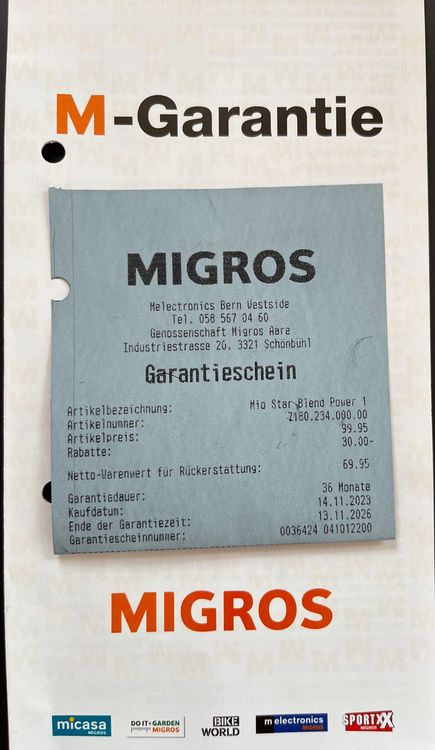 M-Garantie
MIGROS
Melectronics Bern Westside
Tel. 058 567 04 60
Genossenschaft Migros Aare
Industriestrasse 20, 3321 Schönbühl
Garantieschein
Artikelbezeichnung: Mio Star Blend Power 1
Artikelnummer: 7180.234.000.00
Artikelpreis: 99.95
Rabatte: 30.00-
Netto-Warenwert für Rückerstattung: 69.95
Garantiedauer: 36 Monate
Kaufdatum: 14.11.2023
Ende der Garantiezeit: 13.11.2026
Garantiescheinnummer: 0036424 041012200
MIGROS
micasa MIGROS
DO IT+GARDEN MIGROS
BIKE WORLD
melectronics MIGROS
SPORTXX MIGROS